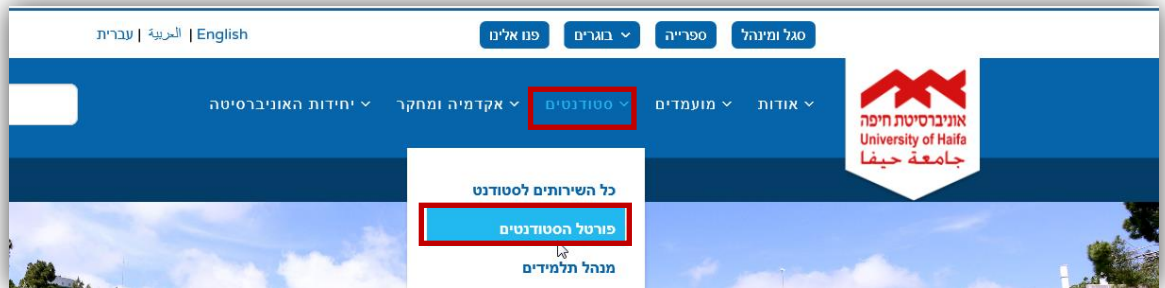 סגל ומינהל ספרייה בוגרים פנו אלינו English | العربية | עברית
אוניברסיטת חיפה
University of Haifa
جامعة حيفا
אודות מועמדים סטודנטים אקדמיה ומחקר יחידות האוניברסיטה
כל השירותים לסטודנט
פורטל הסטודנטים
מנהל תלמידים